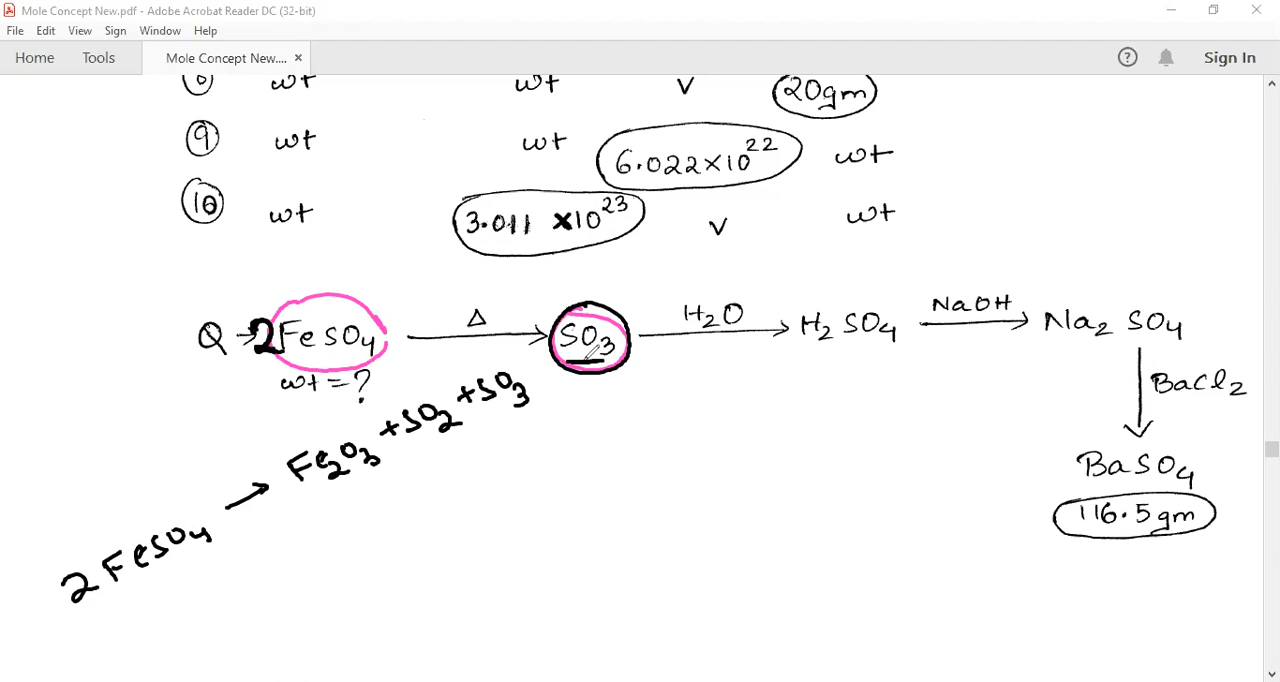 Mole Concept New.pdf - Adobe Acrobat Reader DC (32-bit)
File Edit View Sign Window Help
Home Tools Mole Concept New.... × ? Sign In
wt wt v 20gm
9 wt wt 6.022×10^22 wt
10 wt 3.011 ×10^23 v wt
Q → 2FeSO4 —Δ→ SO3 —H2O→ H2SO4 —NaOH→ Na2SO4
wt = ?
↓ BaCl2
BaSO4
116.5gm
2FeSO4 → Fe2O3 + SO2 + SO3